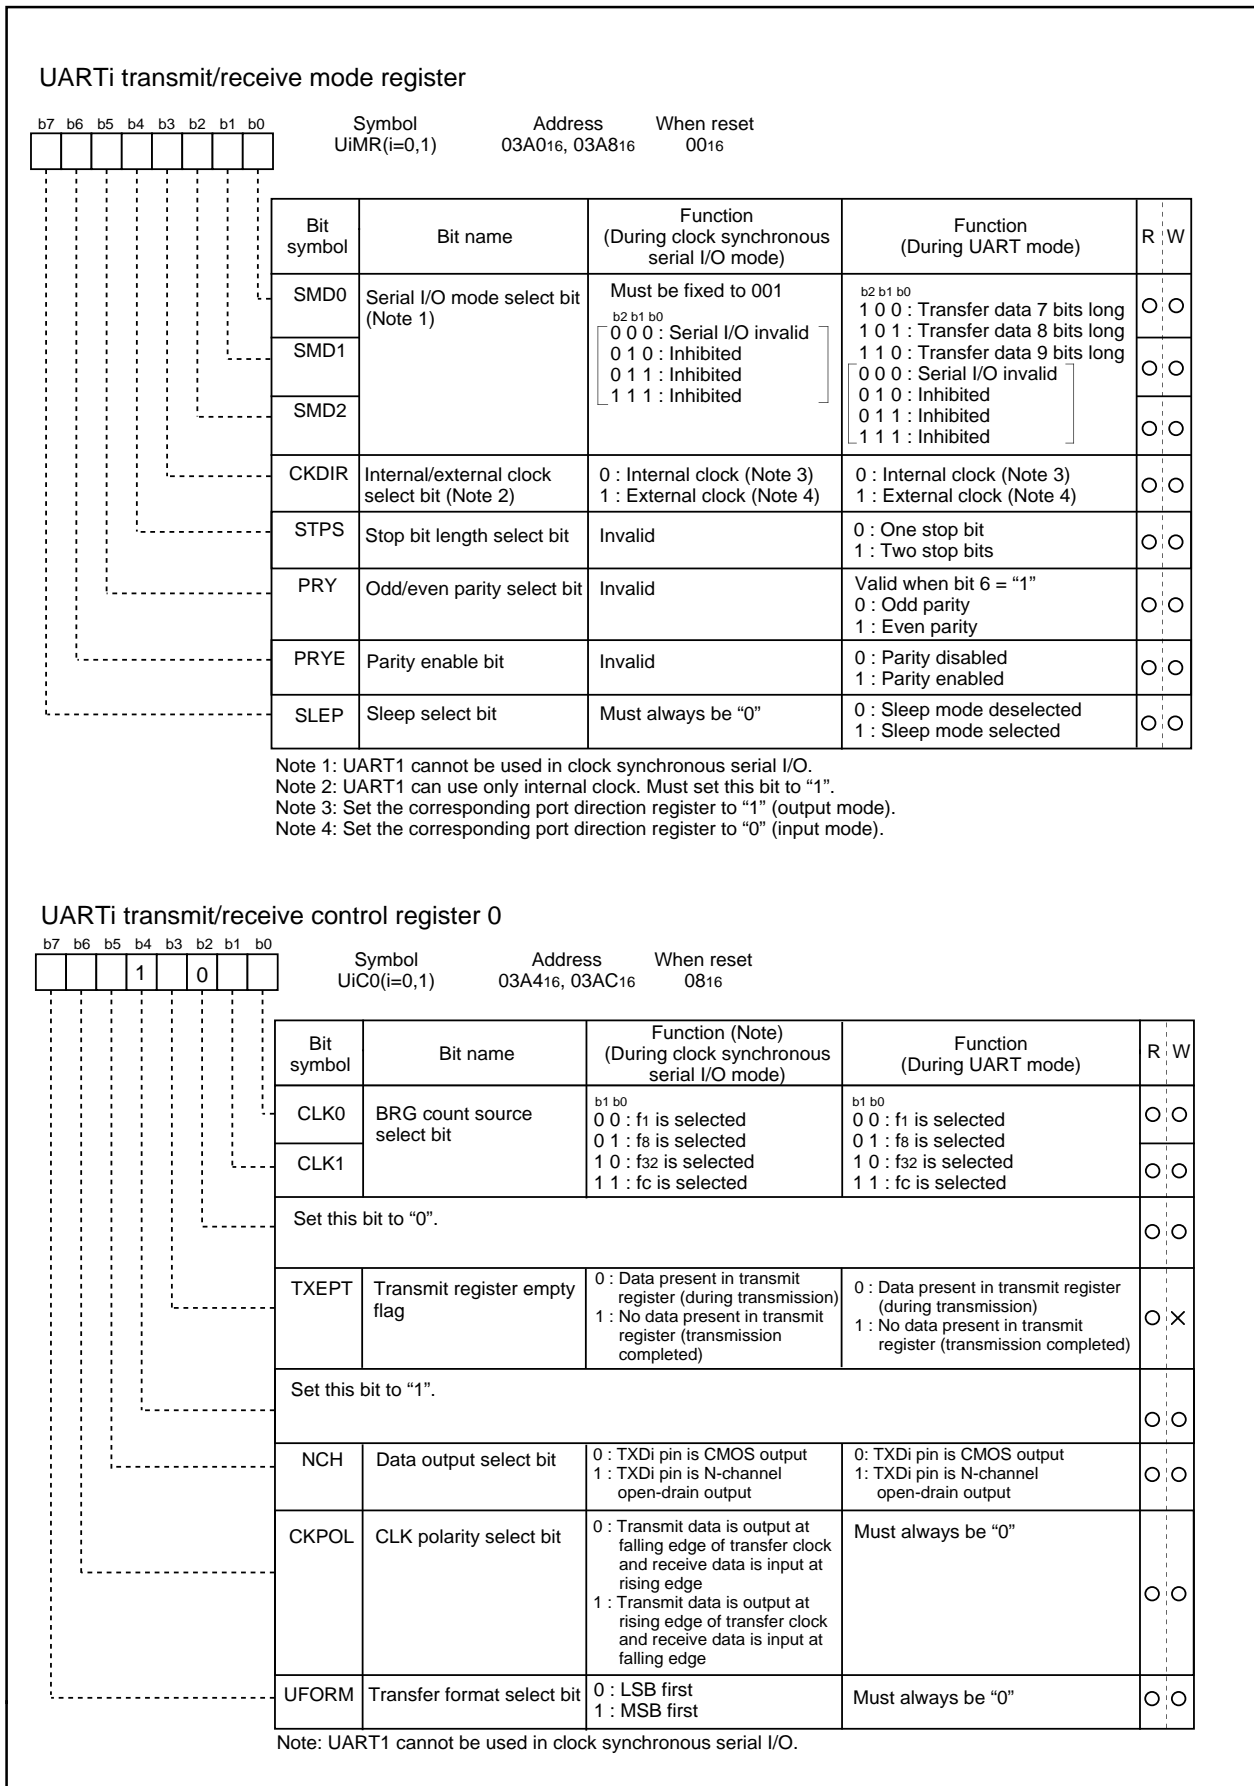 UARTi transmit/receive mode register
b7 b6 b5 b4 b3 b2 b1 b0
Symbol Address When reset
UiMR(i=0,1) 03A016, 03A816 0016
Bit symbol Bit name Function (During clock synchronous serial I/O mode) Function (During UART mode) R W
SMD0 Serial I/O mode select bit (Note 1)
SMD1
SMD2
Must be fixed to 001
b2 b1 b0
0 0 0 : Serial I/O invalid
0 1 0 : Inhibited
0 1 1 : Inhibited
1 1 1 : Inhibited
b2 b1 b0
1 0 0 : Transfer data 7 bits long
1 0 1 : Transfer data 8 bits long
1 1 0 : Transfer data 9 bits long
0 0 0 : Serial I/O invalid
0 1 0 : Inhibited
0 1 1 : Inhibited
1 1 1 : Inhibited
CKDIR Internal/external clock select bit (Note 2)
0 : Internal clock (Note 3)
1 : External clock (Note 4)
0 : Internal clock (Note 3)
1 : External clock (Note 4)
STPS Stop bit length select bit Invalid
0 : One stop bit
1 : Two stop bits
PRY Odd/even parity select bit Invalid
Valid when bit 6 = “1”
0 : Odd parity
1 : Even parity
PRYE Parity enable bit Invalid
0 : Parity disabled
1 : Parity enabled
SLEP Sleep select bit Must always be “0”
0 : Sleep mode deselected
1 : Sleep mode selected
Note 1: UART1 cannot be used in clock synchronous serial I/O.
Note 2: UART1 can use only internal clock. Must set this bit to “1”.
Note 3: Set the corresponding port direction register to “1” (output mode).
Note 4: Set the corresponding port direction register to “0” (input mode).
UARTi transmit/receive control register 0
b7 b6 b5 b4 b3 b2 b1 b0
1 0
Symbol Address When reset
UiC0(i=0,1) 03A416, 03AC16 0816
Bit symbol Bit name Function (Note) (During clock synchronous serial I/O mode) Function (During UART mode) R W
CLK0 BRG count source select bit
CLK1
b1 b0
0 0 : f1 is selected
0 1 : f8 is selected
1 0 : f32 is selected
1 1 : fc is selected
b1 b0
0 0 : f1 is selected
0 1 : f8 is selected
1 0 : f32 is selected
1 1 : fc is selected
Set this bit to “0”.
TXEPT Transmit register empty flag
0 : Data present in transmit
register (during transmission)
1 : No data present in transmit
register (transmission
completed)
0 : Data present in transmit register
(during transmission)
1 : No data present in transmit
register (transmission completed)
Set this bit to “1”.
NCH Data output select bit
0 : TXDi pin is CMOS output
1 : TXDi pin is N-channel
open-drain output
0: TXDi pin is CMOS output
1: TXDi pin is N-channel
open-drain output
CKPOL CLK polarity select bit
0 : Transmit data is output at
falling edge of transfer clock
and receive data is input at
rising edge
1 : Transmit data is output at
rising edge of transfer clock
and receive data is input at
falling edge
Must always be “0”
UFORM Transfer format select bit
0 : LSB first
1 : MSB first
Must always be “0”
Note: UART1 cannot be used in clock synchronous serial I/O.